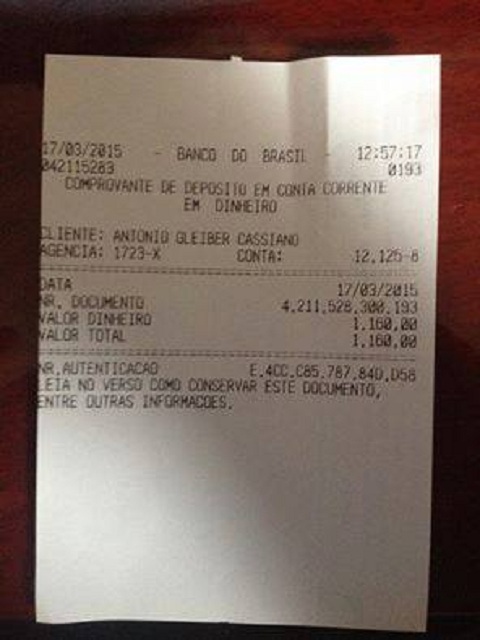 17/03/2015 - BANCO DO BRASIL - 12:57:17
042115283 0193
COMPROVANTE DE DEPOSITO EM CONTA CORRENTE
EM DINHEIRO
CLIENTE: ANTONIO GLEIBER CASSIANO
AGENCIA: 1723-X CONTA: 12.125-8
DATA 17/03/2015
NR. DOCUMENTO 4.211.528.300.193
VALOR DINHEIRO 1.160,00
VALOR TOTAL 1.160,00
NR.AUTENTICACAO E.4CC.C85.787.84D.D58
LEIA NO VERSO COMO CONSERVAR ESTE DOCUMENTO,
ENTRE OUTRAS INFORMACOES.